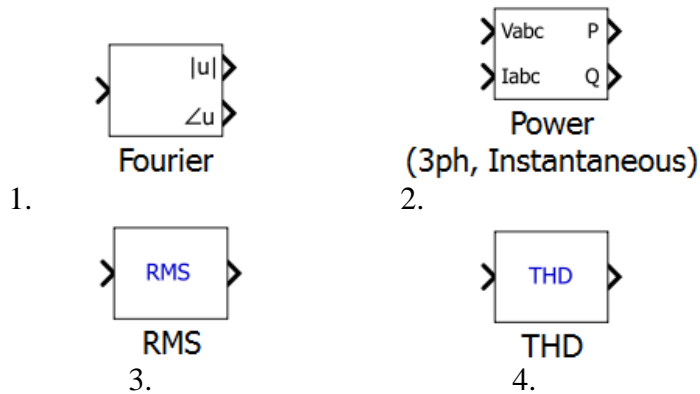 |u|
∠u
Fourier
1.
Vabc P
Iabc Q
Power
(3ph, Instantaneous)
2.
RMS
RMS
3.
THD
THD
4.